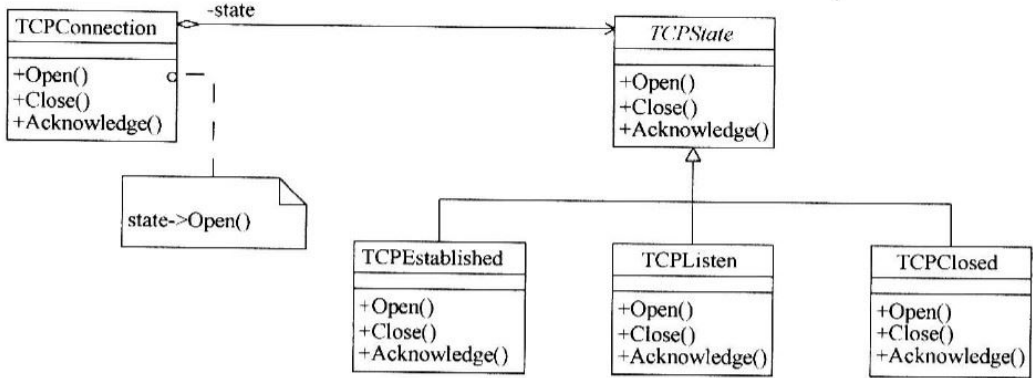 -state
TCPConnection
+Open()
+Close()
+Acknowledge()
TCPState
+Open()
+Close()
+Acknowledge()
state->Open()
TCPEstablished
+Open()
+Close()
+Acknowledge()
TCPListen
+Open()
+Close()
+Acknowledge()
TCPClosed
+Open()
+Close()
+Acknowledge()